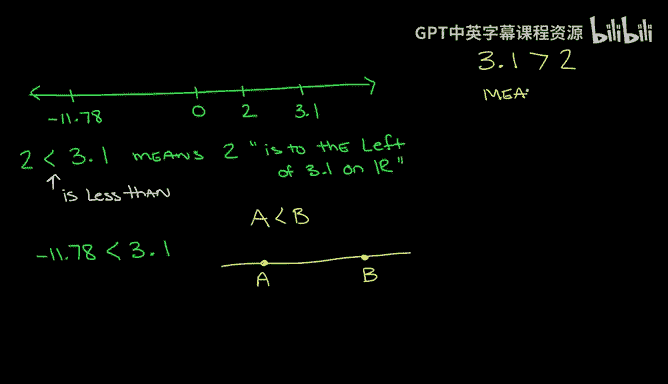 GPT中英字幕课程资源 bilibili
3.1 > 2
MEA
-11.78 0 2 3.1
2 < 3.1 MEANS 2 "is to the Left
of 3.1 on ℝ"
↑
is Less THAN
A < B
-11.78 < 3.1
A B